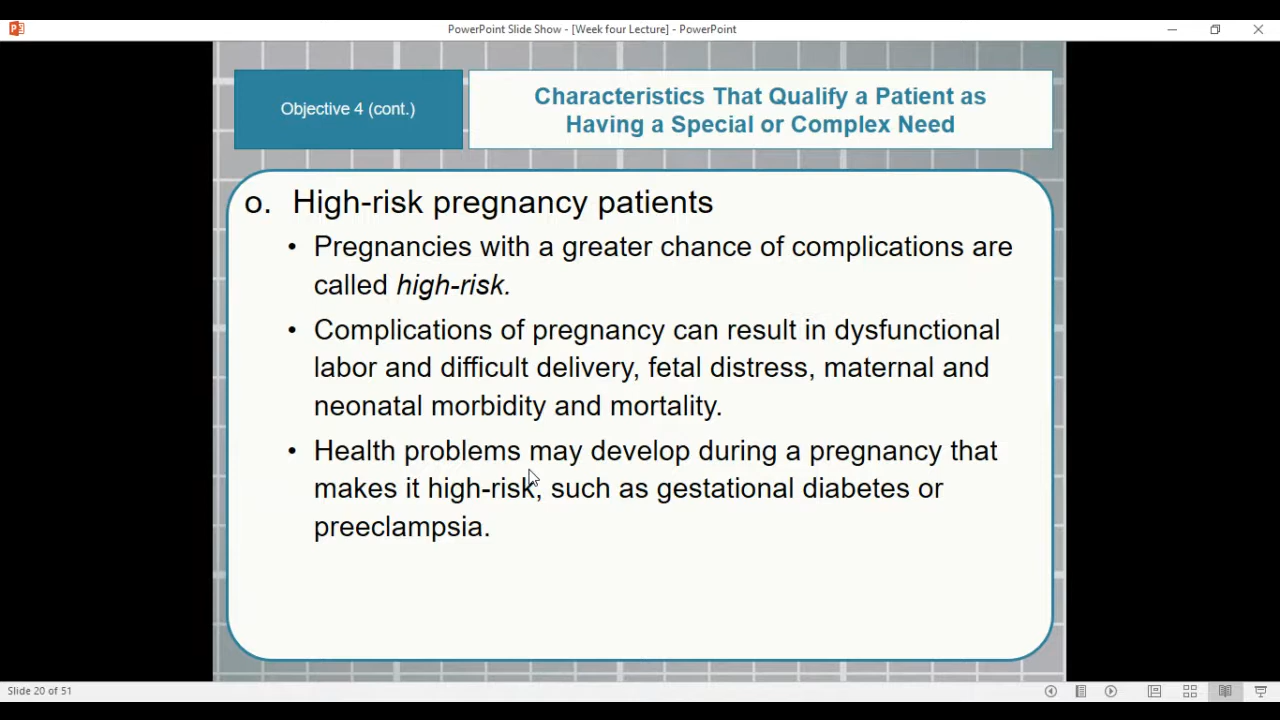 PowerPoint Slide Show - [Week four Lecture] - PowerPoint
Objective 4 (cont.)
Characteristics That Qualify a Patient as
Having a Special or Complex Need
o. High-risk pregnancy patients
• Pregnancies with a greater chance of complications are
called high-risk.
• Complications of pregnancy can result in dysfunctional
labor and difficult delivery, fetal distress, maternal and
neonatal morbidity and mortality.
• Health problems may develop during a pregnancy that
makes it high-risk, such as gestational diabetes or
preeclampsia.
Slide 20 of 51